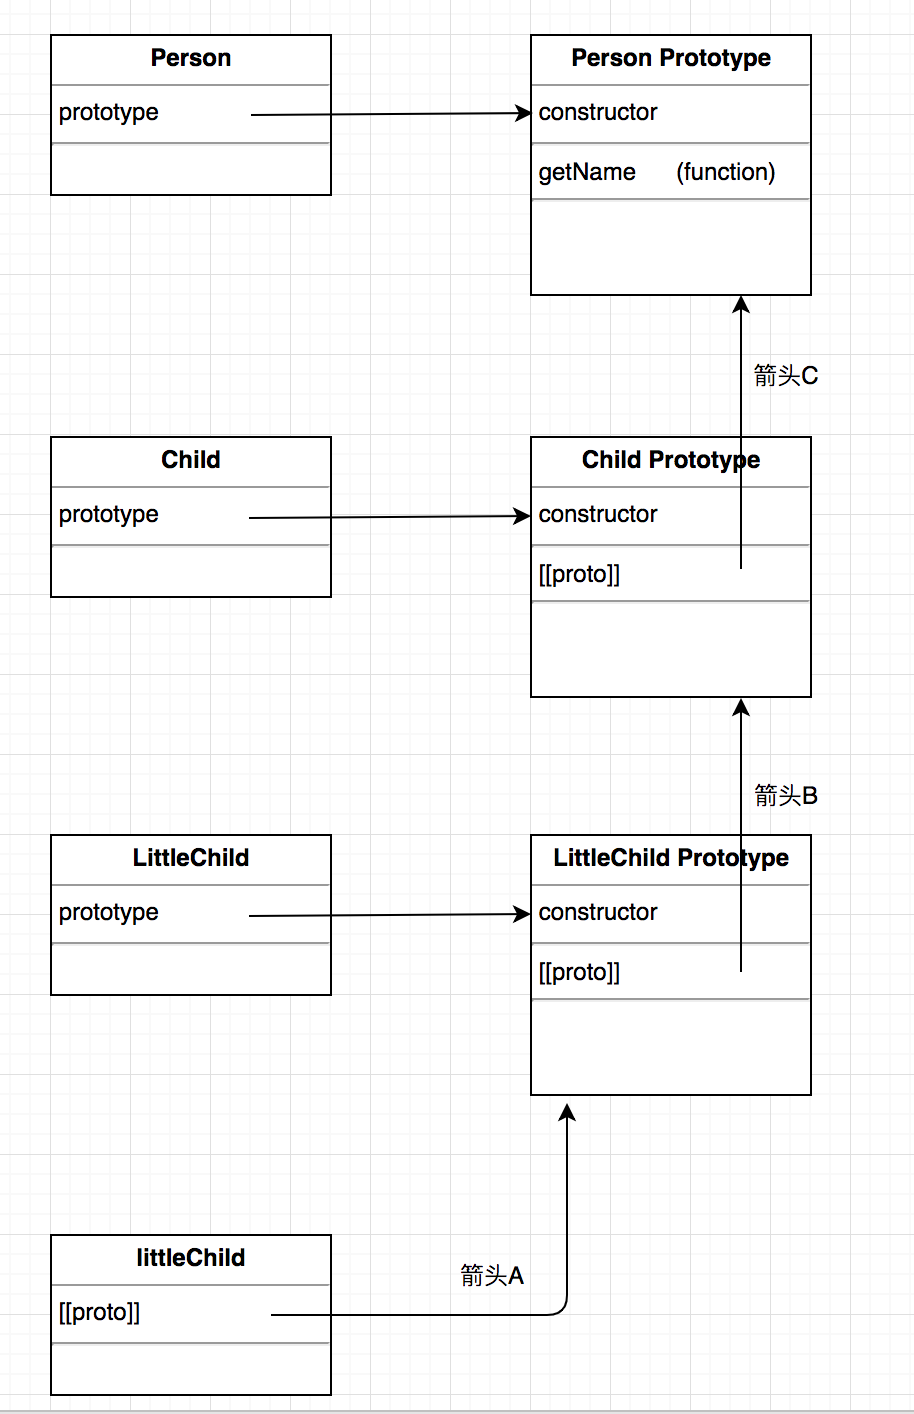 Person
prototype
Person Prototype
constructor
getName (function)
箭头C
Child
prototype
Child Prototype
constructor
[[proto]]
箭头B
LittleChild
prototype
LittleChild Prototype
constructor
[[proto]]
箭头A
littleChild
[[proto]]